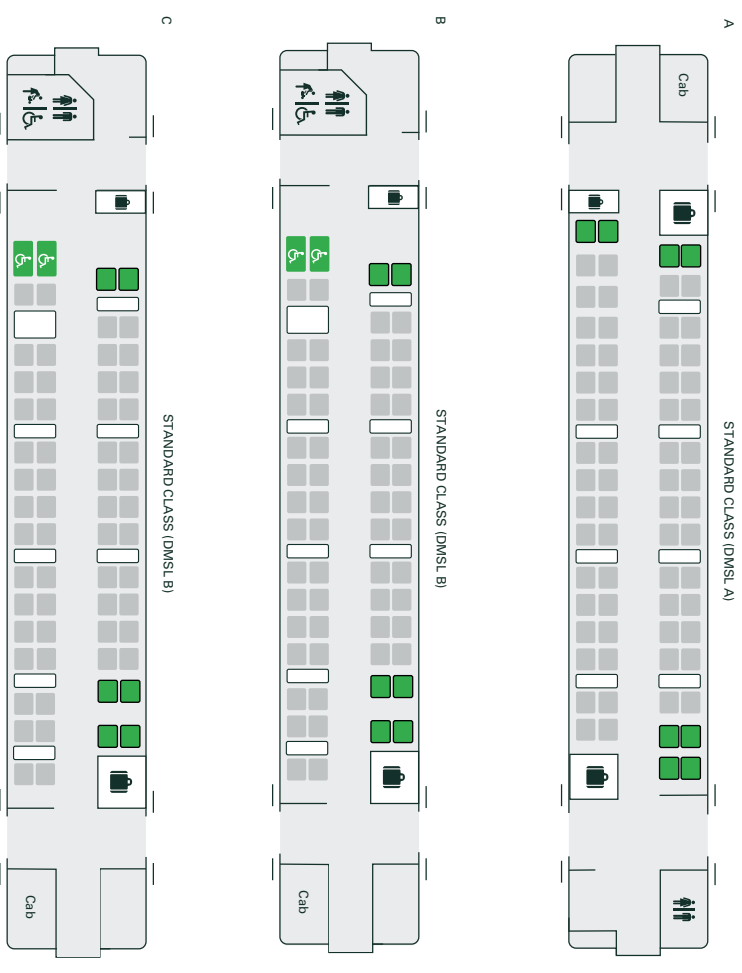 A
STANDARD CLASS (DMSL A)
Cab
B
STANDARD CLASS (DMSL B)
Cab
C
STANDARD CLASS (DMSL B)
Cab